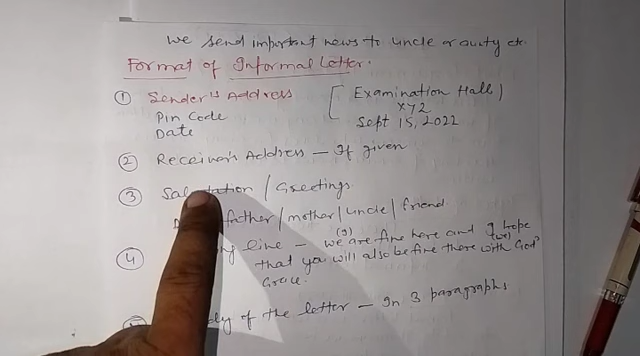 we send important news to uncle or aunty etc.
Format of Informal Letter.
① Sender's Address [ Examination Hall)
Pin Code XYZ
Date Sept 15, 2022
② Receiver's Address – If given
③ Salutation / Greetings
father/mother/uncle/friend
④ line – we are fine here and I hope
(I) (we)
that you will also be fine there with God's
Grace.
of the letter – In 3 paragraphs